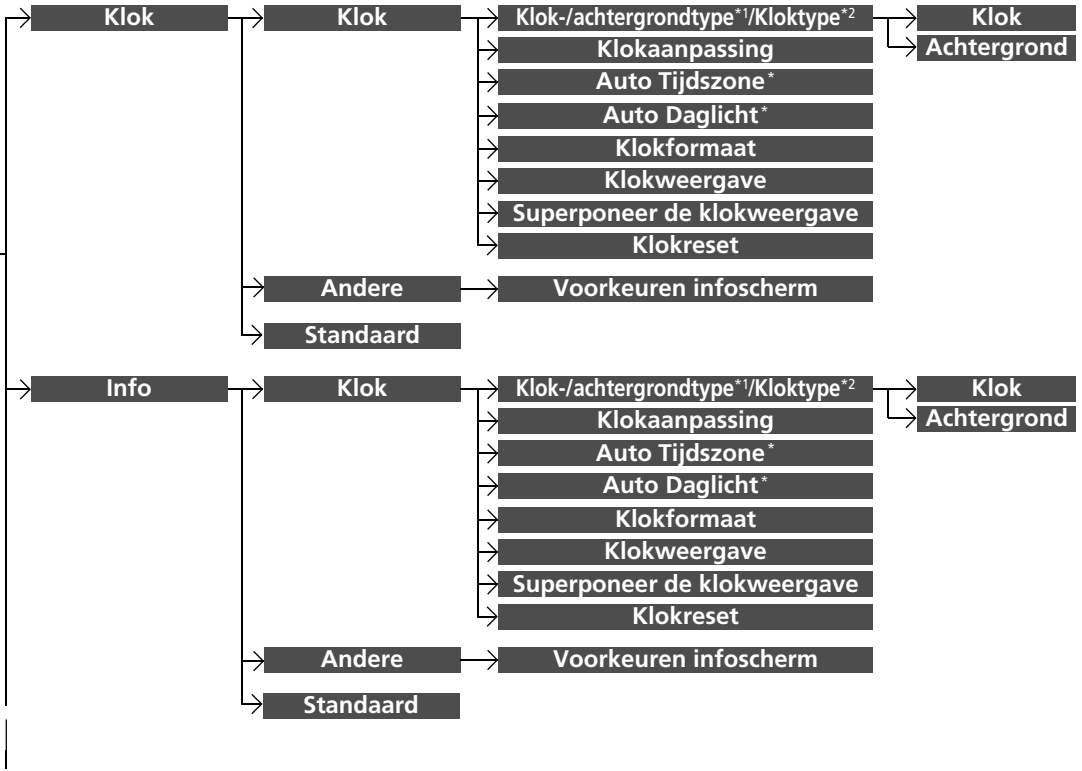 Klok
Klok
Klok-/achtergrondtype*1/Kloktype*2
Klok
Achtergrond
Klokaanpassing
Auto Tijdszone*
Auto Daglicht*
Klokformaat
Klokweergave
Superponeer de klokweergave
Klokreset
Andere
Voorkeuren infoscherm
Standaard
Info
Klok
Klok-/achtergrondtype*1/Kloktype*2
Klok
Achtergrond
Klokaanpassing
Auto Tijdszone*
Auto Daglicht*
Klokformaat
Klokweergave
Superponeer de klokweergave
Klokreset
Andere
Voorkeuren infoscherm
Standaard